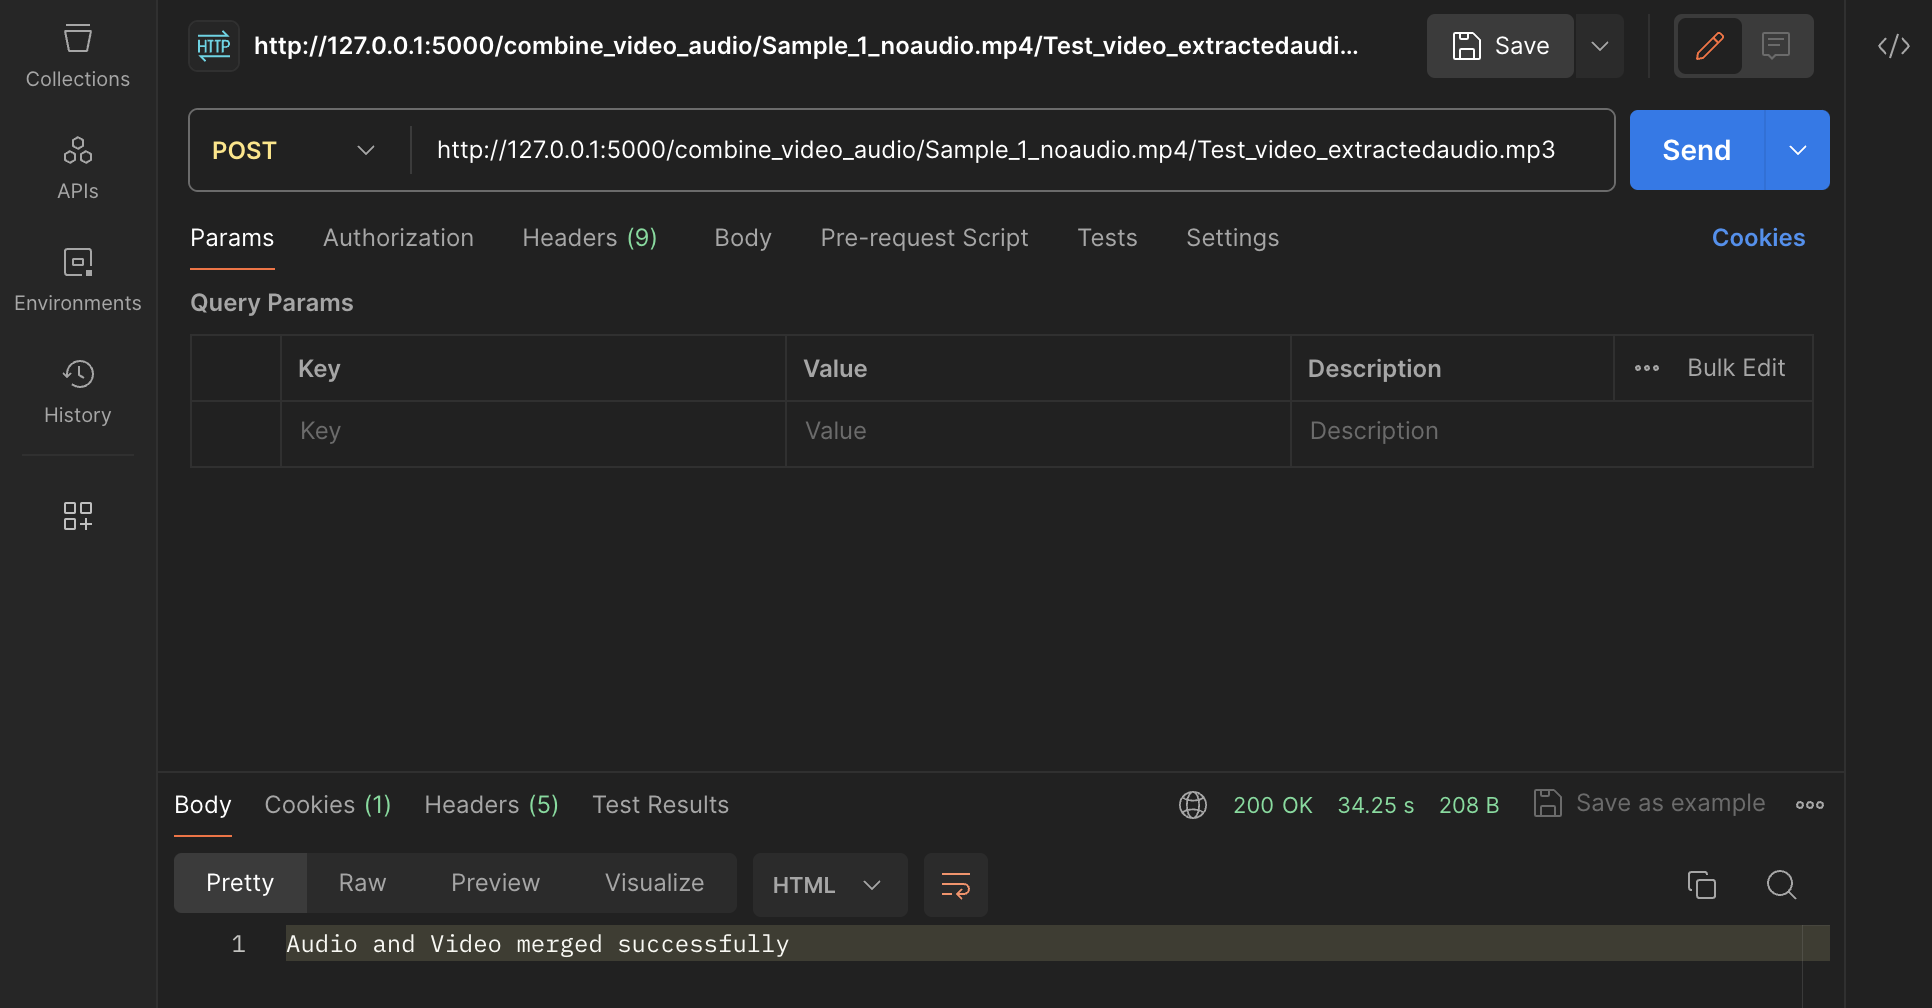 Collections
APIs
Environments
History
HTTP http://127.0.0.1:5000/combine_video_audio/Sample_1_noaudio.mp4/Test_video_extractedaudi...
Save
POST http://127.0.0.1:5000/combine_video_audio/Sample_1_noaudio.mp4/Test_video_extractedaudio.mp3
Send
Params Authorization Headers (9) Body Pre-request Script Tests Settings Cookies
Query Params
Key Value Description Bulk Edit
Key Value Description
Body Cookies (1) Headers (5) Test Results 200 OK 34.25 s 208 B Save as example
Pretty Raw Preview Visualize HTML
1 Audio and Video merged successfully